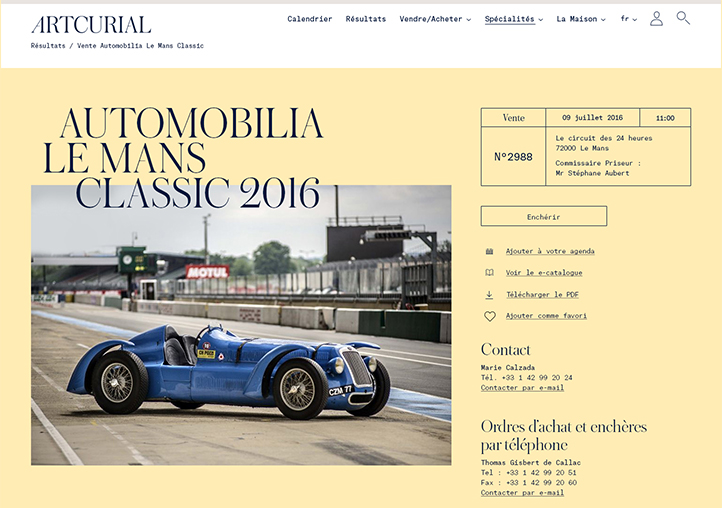 ARTCURIAL
Calendrier Résultats Vendre/Acheter Spécialités La Maison fr
Résultats / Vente Automobilia Le Mans Classic
AUTOMOBILIA
LE MANS
CLASSIC 2016
Vente 09 juillet 2016 11:00
N°2988
Le circuit des 24 heures
72000 Le Mans
Commissaire Priseur :
Mr Stéphane Aubert
Enchérir
Ajouter à votre agenda
Voir le e-catalogue
Télécharger le PDF
Ajouter comme favori
MOTUL
CZM 77
Contact
Marie Calzada
Tél. +33 1 42 99 20 24
Contacter par e-mail
Ordres d'achat et enchères
par téléphone
Thomas Gisbert de Callac
Tel : +33 1 42 99 20 51
Fax : +33 1 42 99 20 60
Contacter par e-mail